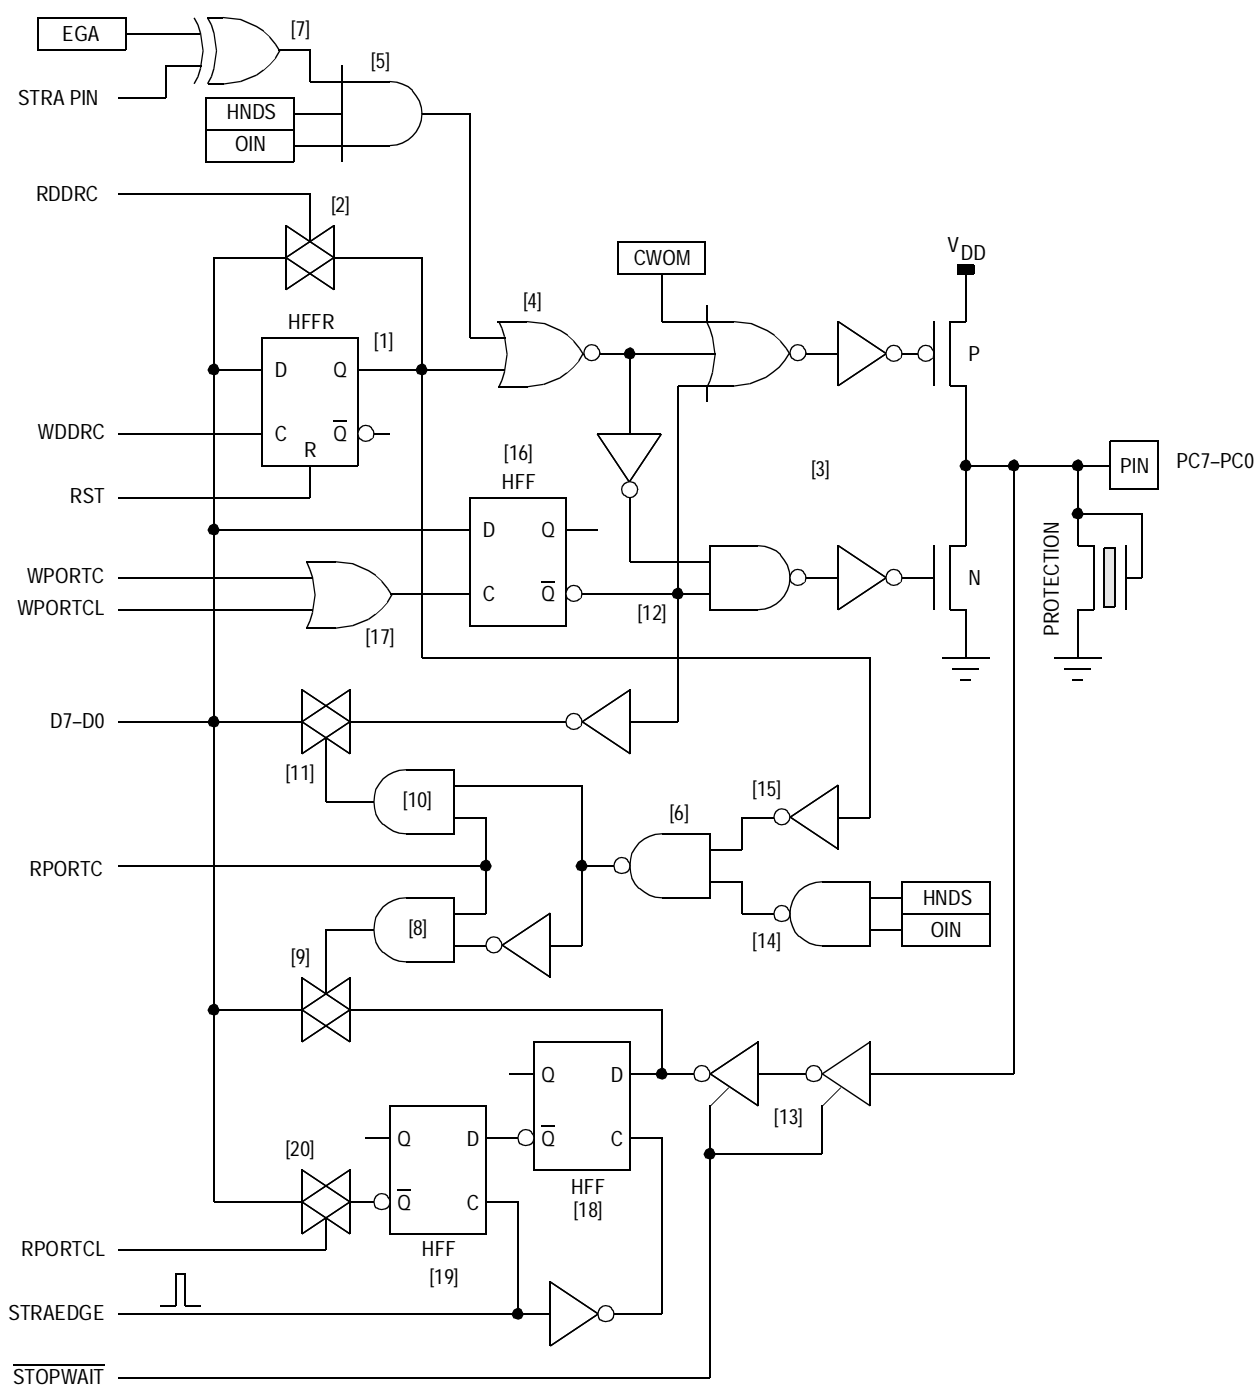 EGA
[7]
[5]
STRA PIN
HNDS
OIN
RDDRC
[2]
CWOM
VDD
[4]
HFFR
[1]
D
Q
P
WDDRC
C
Q̅
R
[16]
HFF
[3]
PIN
PC7–PC0
RST
D
Q
PROTECTION
WPORTC
N
WPORTCL
C
Q̅
[12]
[17]
D7–D0
[11]
[10]
[15]
[6]
RPORTC
HNDS
[8]
OIN
[14]
[9]
Q
D
[13]
[20]
Q
D
Q̅
C
HFF
[18]
Q̅
C
RPORTCL
HFF
[19]
STRAEDGE
S̅T̅O̅P̅W̅A̅I̅T̅